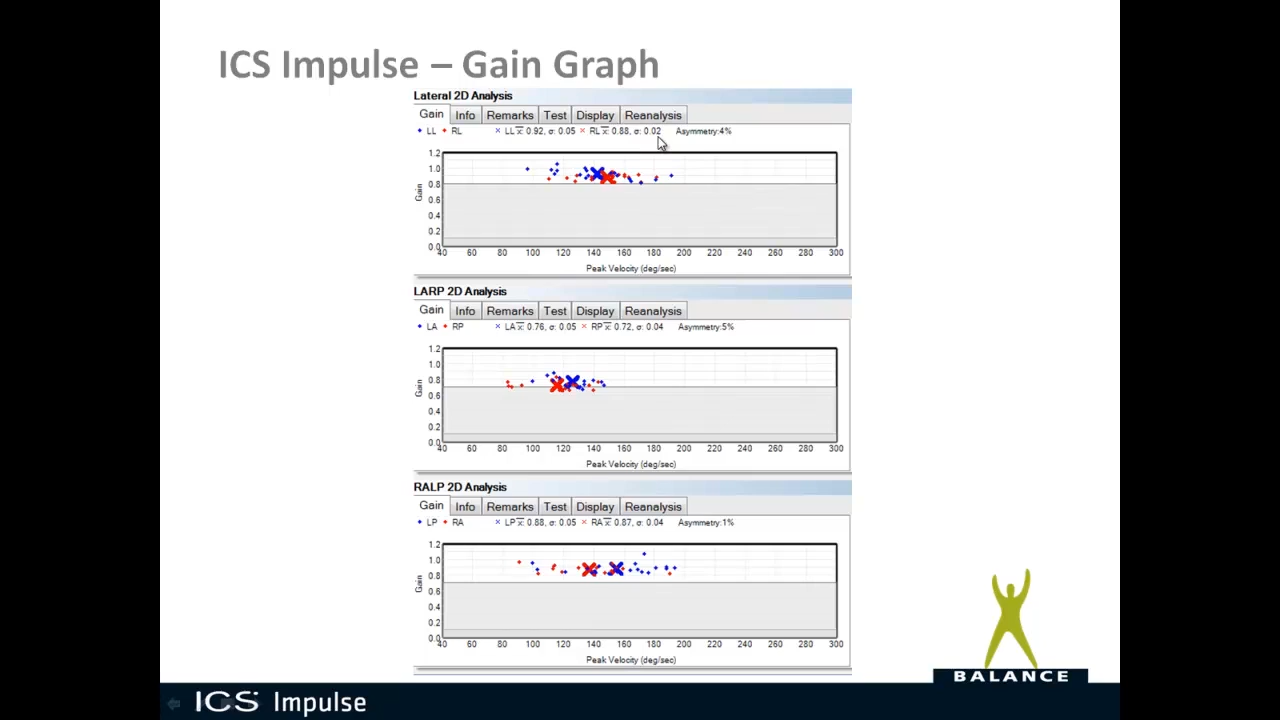 ICS Impulse – Gain Graph
Lateral 2D Analysis
Gain Info Remarks Test Display Reanalysis
LL RL LL x̄: 0.92, σ: 0.05 RL x̄: 0.88, σ: 0.02 Asymmetry:4%
1.2
1.0
0.8
0.6
0.4
0.2
0.0
Gain
40 60 80 100 120 140 160 180 200 220 240 260 280 300
Peak Velocity (deg/sec)
LARP 2D Analysis
Gain Info Remarks Test Display Reanalysis
LA RP LA x̄: 0.76, σ: 0.05 RP x̄: 0.72, σ: 0.04 Asymmetry:5%
1.2
1.0
0.8
0.6
0.4
0.2
0.0
Gain
40 60 80 100 120 140 160 180 200 220 240 260 280 300
Peak Velocity (deg/sec)
RALP 2D Analysis
Gain Info Remarks Test Display Reanalysis
LP RA LP x̄: 0.88, σ: 0.05 RA x̄: 0.87, σ: 0.04 Asymmetry:1%
1.2
1.0
0.8
0.6
0.4
0.2
0.0
Gain
40 60 80 100 120 140 160 180 200 220 240 260 280 300
Peak Velocity (deg/sec)
BALANCE
ICS Impulse